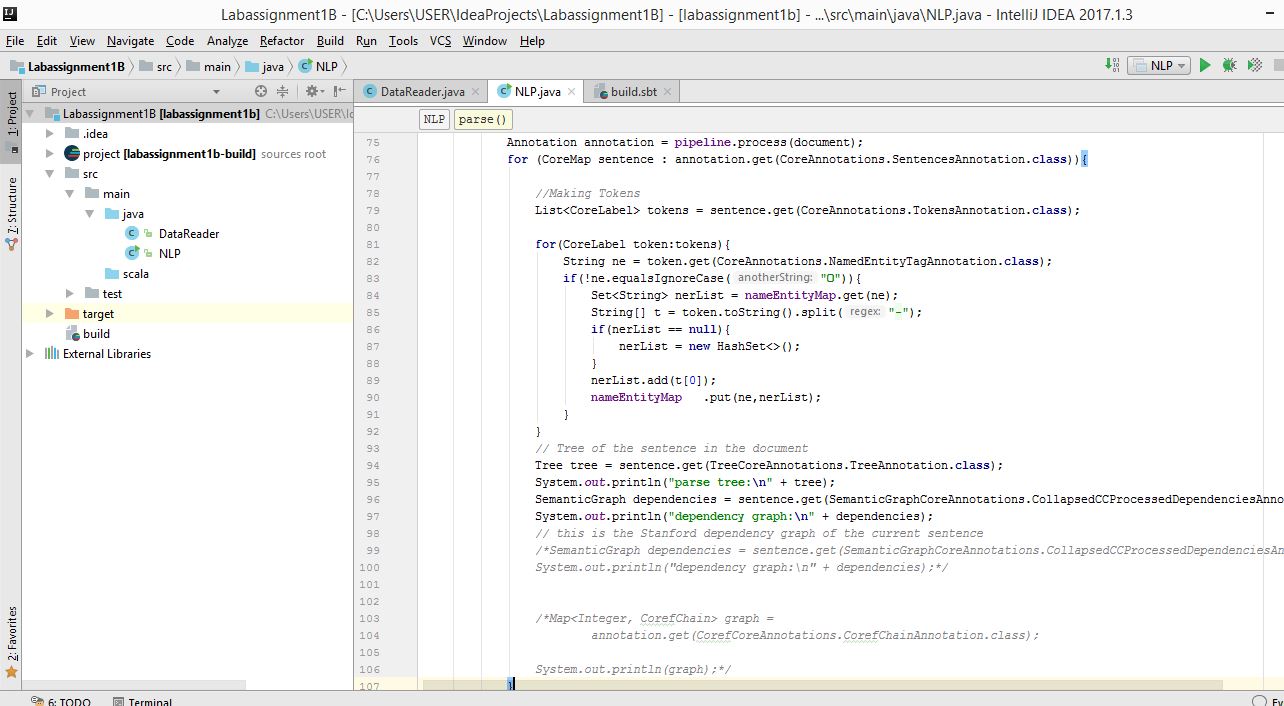 Labassignment1B - [C:\Users\USER\IdeaProjects\Labassignment1B] - [labassignment1b] - ...\src\main\java\NLP.java - IntelliJ IDEA 2017.1.3
File Edit View Navigate Code Analyze Refactor Build Run Tools VCS Window Help
Labassignment1B src main java NLP NLP
1: Project
Z: Structure
2: Favorites
Project
DataReader.java NLP.java build.sbt
Labassignment1B [labassignment1b] C:\Users\USER\Id
.idea
project [labassignment1b-build] sources root
src
main
java
DataReader
NLP
scala
test
target
build
External Libraries
NLP parse()
75 Annotation annotation = pipeline.process(document);
76 for (CoreMap sentence : annotation.get(CoreAnnotations.SentencesAnnotation.class)){
77
78 //Making Tokens
79 List<CoreLabel> tokens = sentence.get(CoreAnnotations.TokensAnnotation.class);
80
81 for(CoreLabel token:tokens){
82 String ne = token.get(CoreAnnotations.NamedEntityTagAnnotation.class);
83 if(!ne.equalsIgnoreCase( anotherString: "O")){
84 Set<String> nerList = nameEntityMap.get(ne);
85 String[] t = token.toString().split( regex: "-");
86 if(nerList == null){
87 nerList = new HashSet<>();
88 }
89 nerList.add(t[0]);
90 nameEntityMap .put(ne,nerList);
91 }
92 }
93 // Tree of the sentence in the document
94 Tree tree = sentence.get(TreeCoreAnnotations.TreeAnnotation.class);
95 System.out.println("parse tree:\n" + tree);
96 SemanticGraph dependencies = sentence.get(SemanticGraphCoreAnnotations.CollapsedCCProcessedDependenciesAnno
97 System.out.println("dependency graph:\n" + dependencies);
98 // this is the Stanford dependency graph of the current sentence
99 /*SemanticGraph dependencies = sentence.get(SemanticGraphCoreAnnotations.CollapsedCCProcessedDependenciesAn
100 System.out.println("dependency graph:\n" + dependencies);*/
101
102
103 /*Map<Integer, CorefChain> graph =
104 annotation.get(CorefCoreAnnotations.CorefChainAnnotation.class);
105
106 System.out.println(graph);*/
107 }
6: TODO Terminal Ev